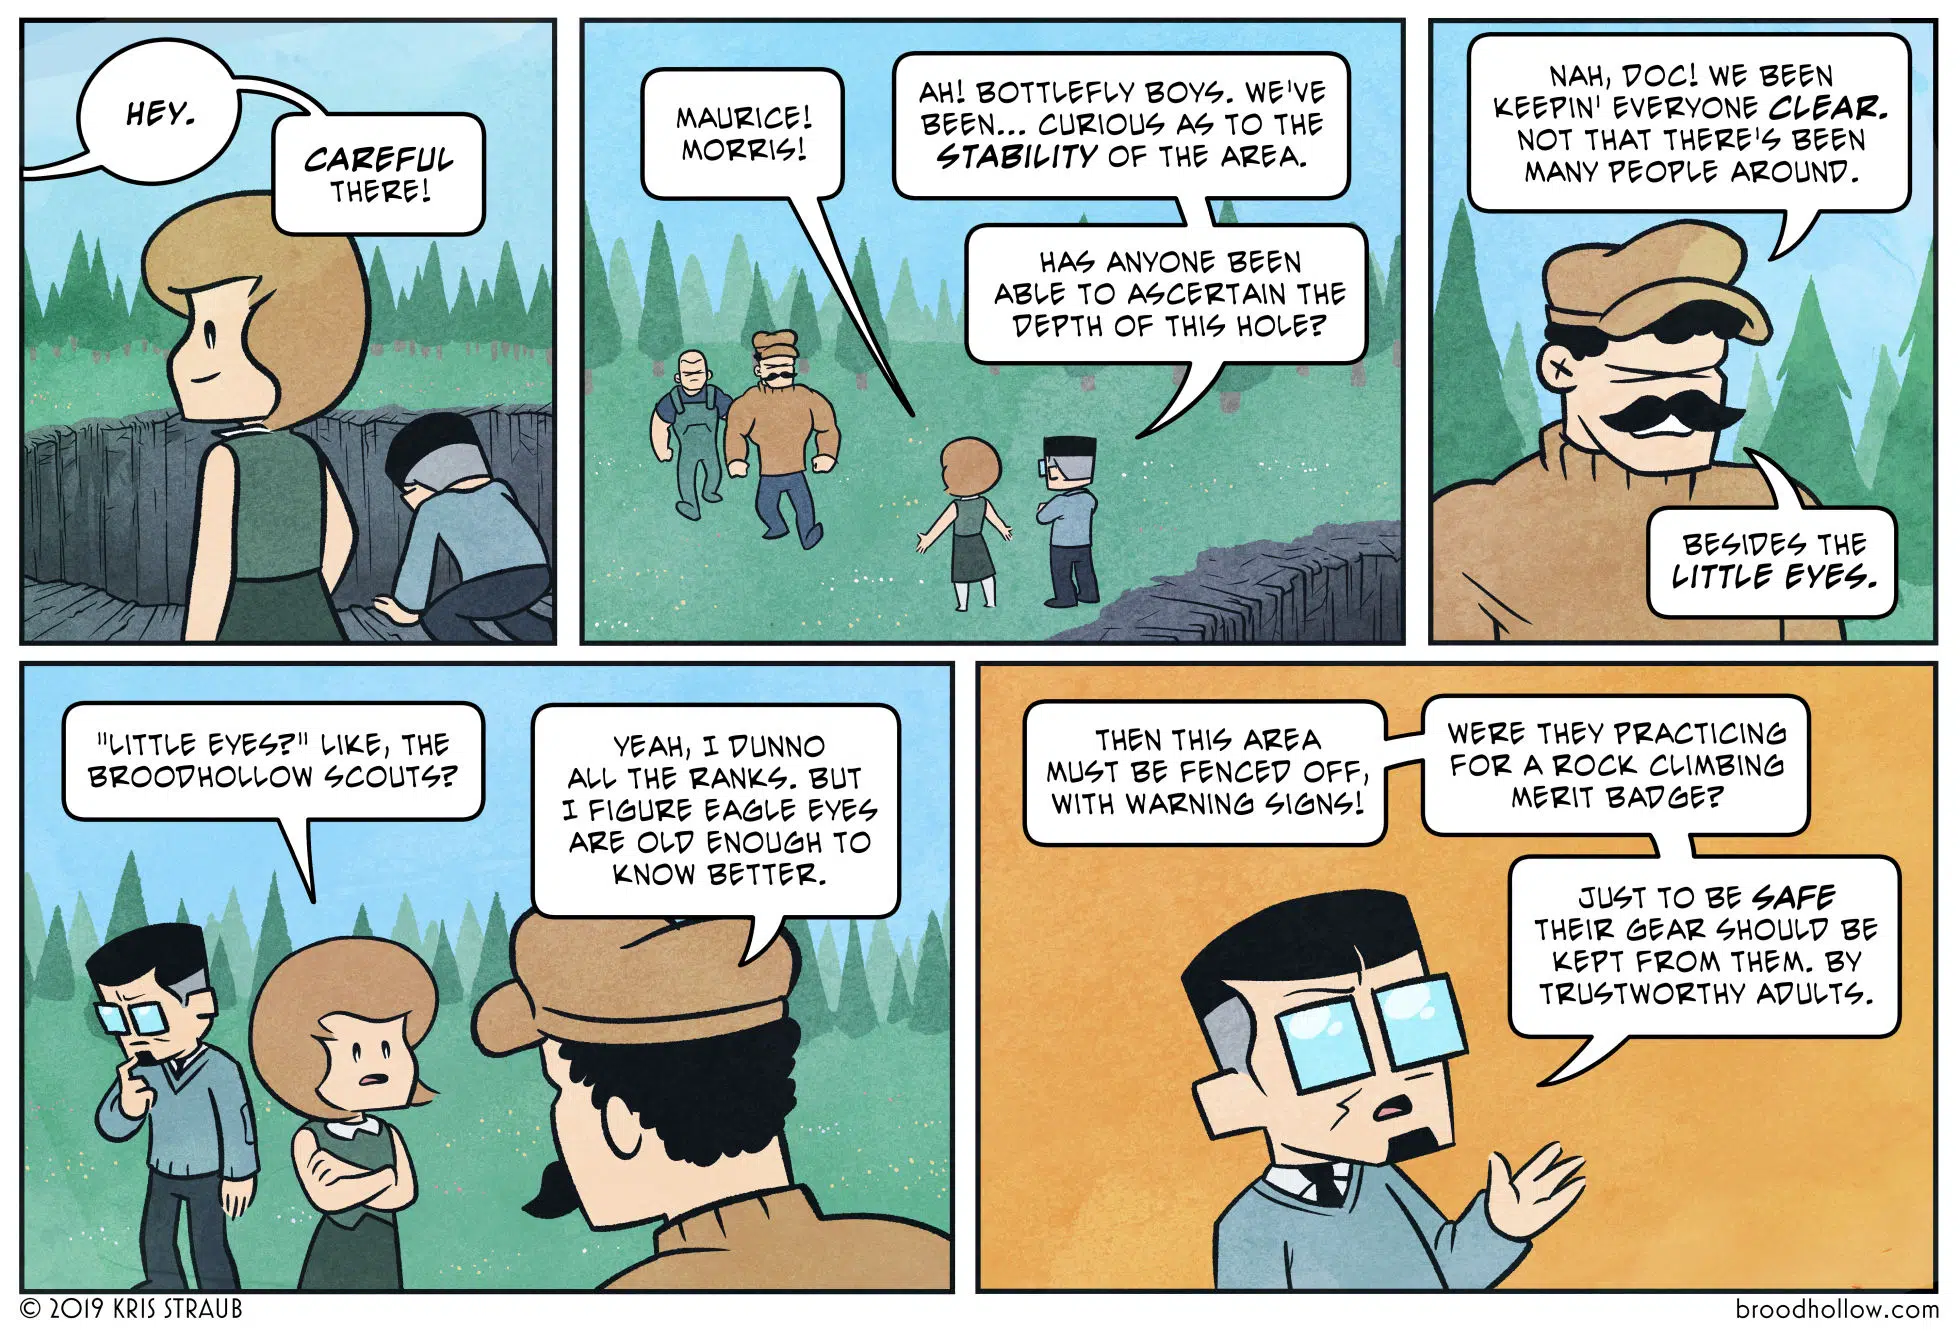 HEY.
CAREFUL
THERE!
MAURICE!
MORRIS!
AH! BOTTLEFLY BOYS. WE'VE
BEEN... CURIOUS AS TO THE
STABILITY OF THE AREA.
HAS ANYONE BEEN
ABLE TO ASCERTAIN THE
DEPTH OF THIS HOLE?
NAH, DOC! WE BEEN
KEEPIN' EVERYONE CLEAR.
NOT THAT THERE'S BEEN
MANY PEOPLE AROUND.
BESIDES THE
LITTLE EYES.
"LITTLE EYES?" LIKE, THE
BROODHOLLOW SCOUTS?
YEAH, I DUNNO
ALL THE RANKS. BUT
I FIGURE EAGLE EYES
ARE OLD ENOUGH TO
KNOW BETTER.
THEN THIS AREA
MUST BE FENCED OFF,
WITH WARNING SIGNS!
WERE THEY PRACTICING
FOR A ROCK CLIMBING
MERIT BADGE?
JUST TO BE SAFE
THEIR GEAR SHOULD BE
KEPT FROM THEM. BY
TRUSTWORTHY ADULTS.
© 2019 KRIS STRAUB
broodhollow.com